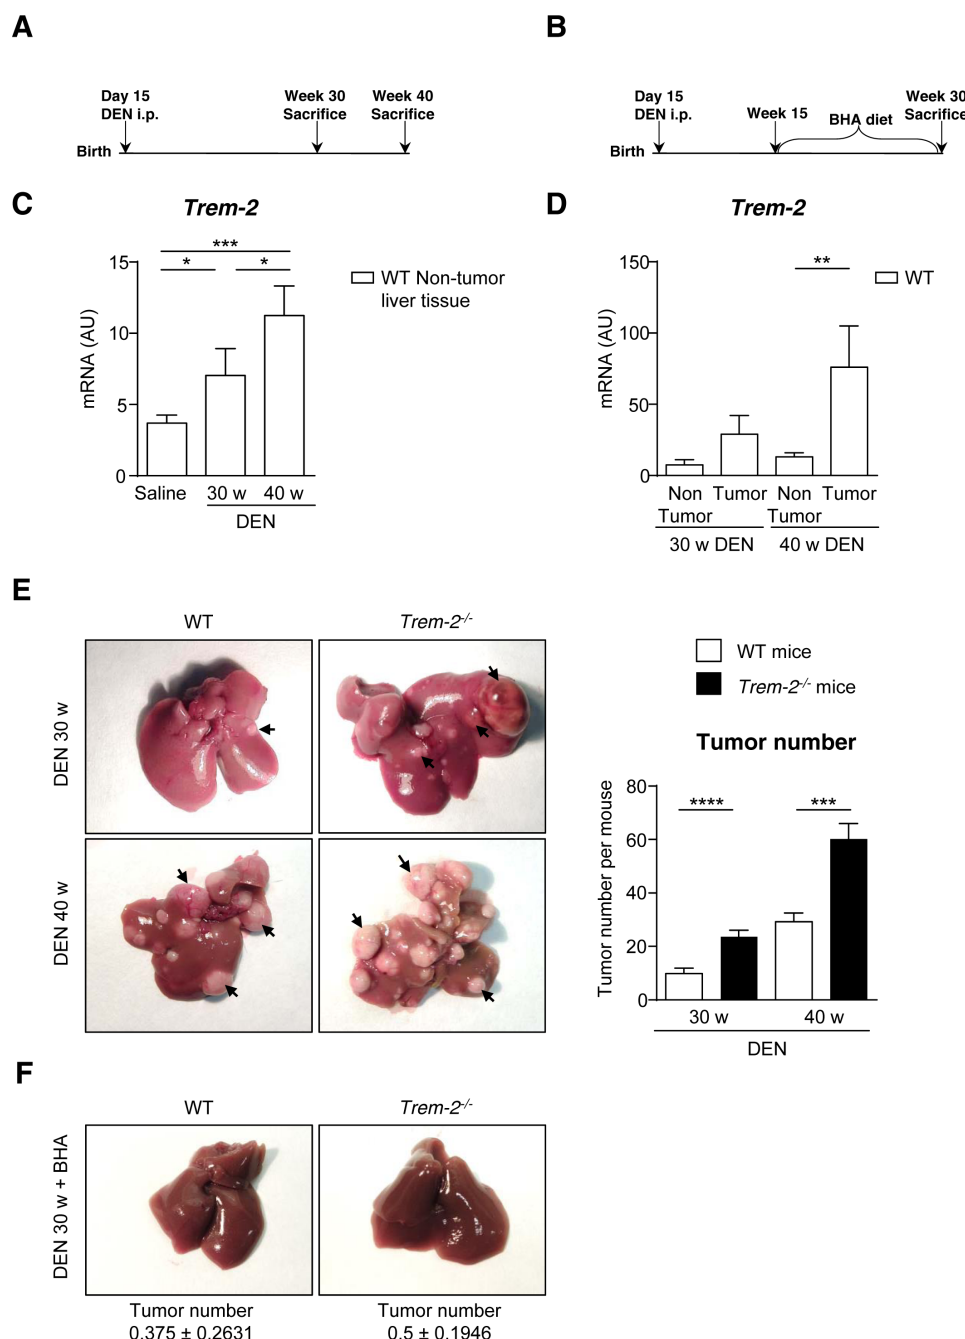 A
Day 15
DEN i.p.
Week 30
Sacrifice
Week 40
Sacrifice
Birth
B
Day 15
DEN i.p.
Week 15
BHA diet
Week 30
Sacrifice
Birth
C
Trem-2
***
* *
15
10
5
0
mRNA (AU)
Saline 30 w 40 w
DEN
WT Non-tumor
liver tissue
D
Trem-2
**
150
100
50
0
mRNA (AU)
WT
Non Tumor Non Tumor
Tumor Tumor
30 w DEN 40 w DEN
E
WT Trem-2-/-
DEN 30 w
DEN 40 w
WT mice
Trem-2-/- mice
Tumor number
80
60
40
20
0
Tumor number per mouse
**** ***
30 w 40 w
DEN
F
WT Trem-2-/-
DEN 30 w + BHA
Tumor number
0.375 ± 0.2631
Tumor number
0.5 ± 0.1946